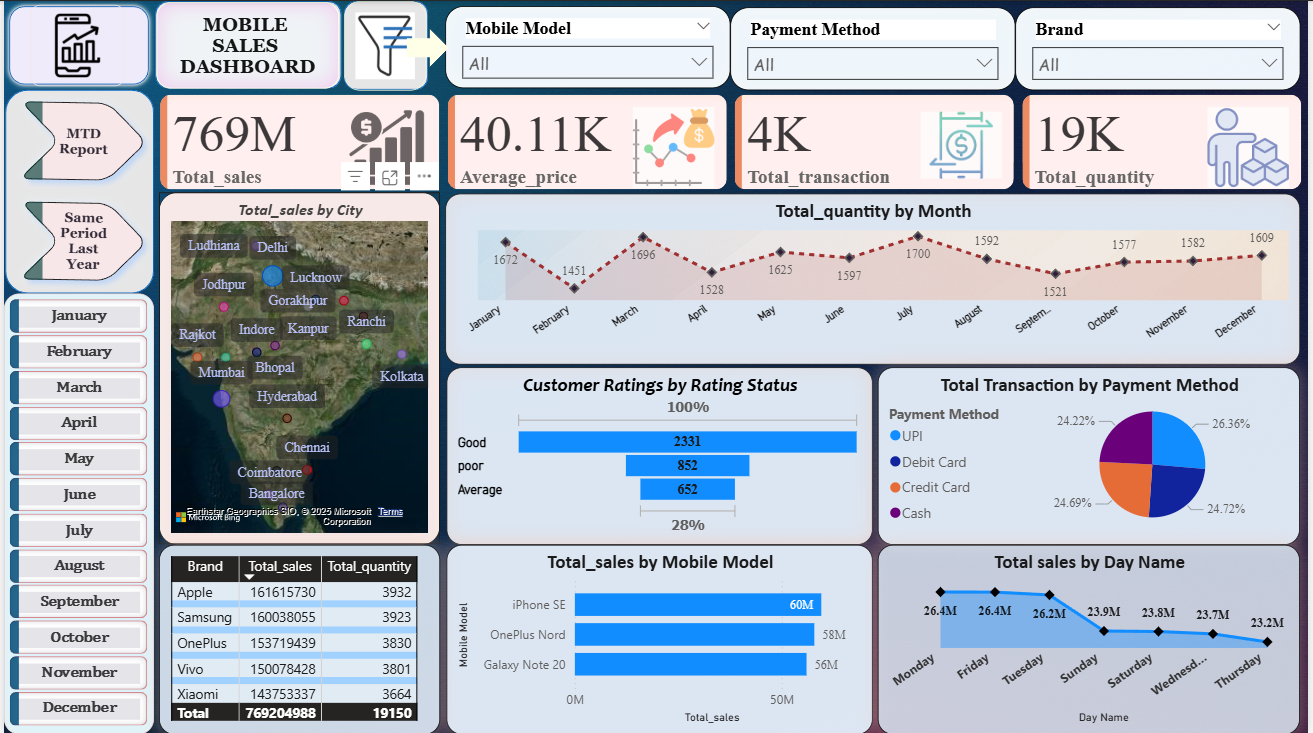 MOBILE
SALES
DASHBOARD
Mobile Model
All
Payment Method
All
Brand
All
MTD
Report
Same
Period
Last
Year
January
February
March
April
May
June
July
August
September
October
November
December
769M
Total_sales
40.11K
Average_price
4K
Total_transaction
19K
Total_quantity
Total_sales by City
Ludhiana
Delhi
Lucknow
Jodhpur
Gorakhpur
Ranchi
Rajkot
Indore
Kanpur
Mumbai
Bhopal
Kolkata
Hyderabad
Chennai
Coimbatore
Bangalore
Earthstar Geographics SIO, © 2025 Microsoft Corporation Terms
Microsoft Bing
Total_quantity by Month
1672
1451
1696
1528
1625
1597
1700
1592
1521
1577
1582
1609
January
February
March
April
May
June
July
August
Septem...
October
November
December
Customer Ratings by Rating Status
100%
Good 2331
poor 852
Average 652
28%
Total Transaction by Payment Method
Payment Method
UPI
Debit Card
Credit Card
Cash
24.22%
26.36%
24.69%
24.72%
Brand Total_sales Total_quantity
Apple 161615730 3932
Samsung 160038055 3923
OnePlus 153719439 3830
Vivo 150078428 3801
Xiaomi 143753337 3664
Total 769204988 19150
Total_sales by Mobile Model
Mobile Model
iPhone SE 60M
OnePlus Nord 58M
Galaxy Note 20 56M
0M 50M
Total_sales
Total sales by Day Name
26.4M
26.4M
26.2M
23.9M
23.8M
23.7M
23.2M
Monday
Friday
Tuesday
Sunday
Saturday
Wednesd...
Thursday
Day Name